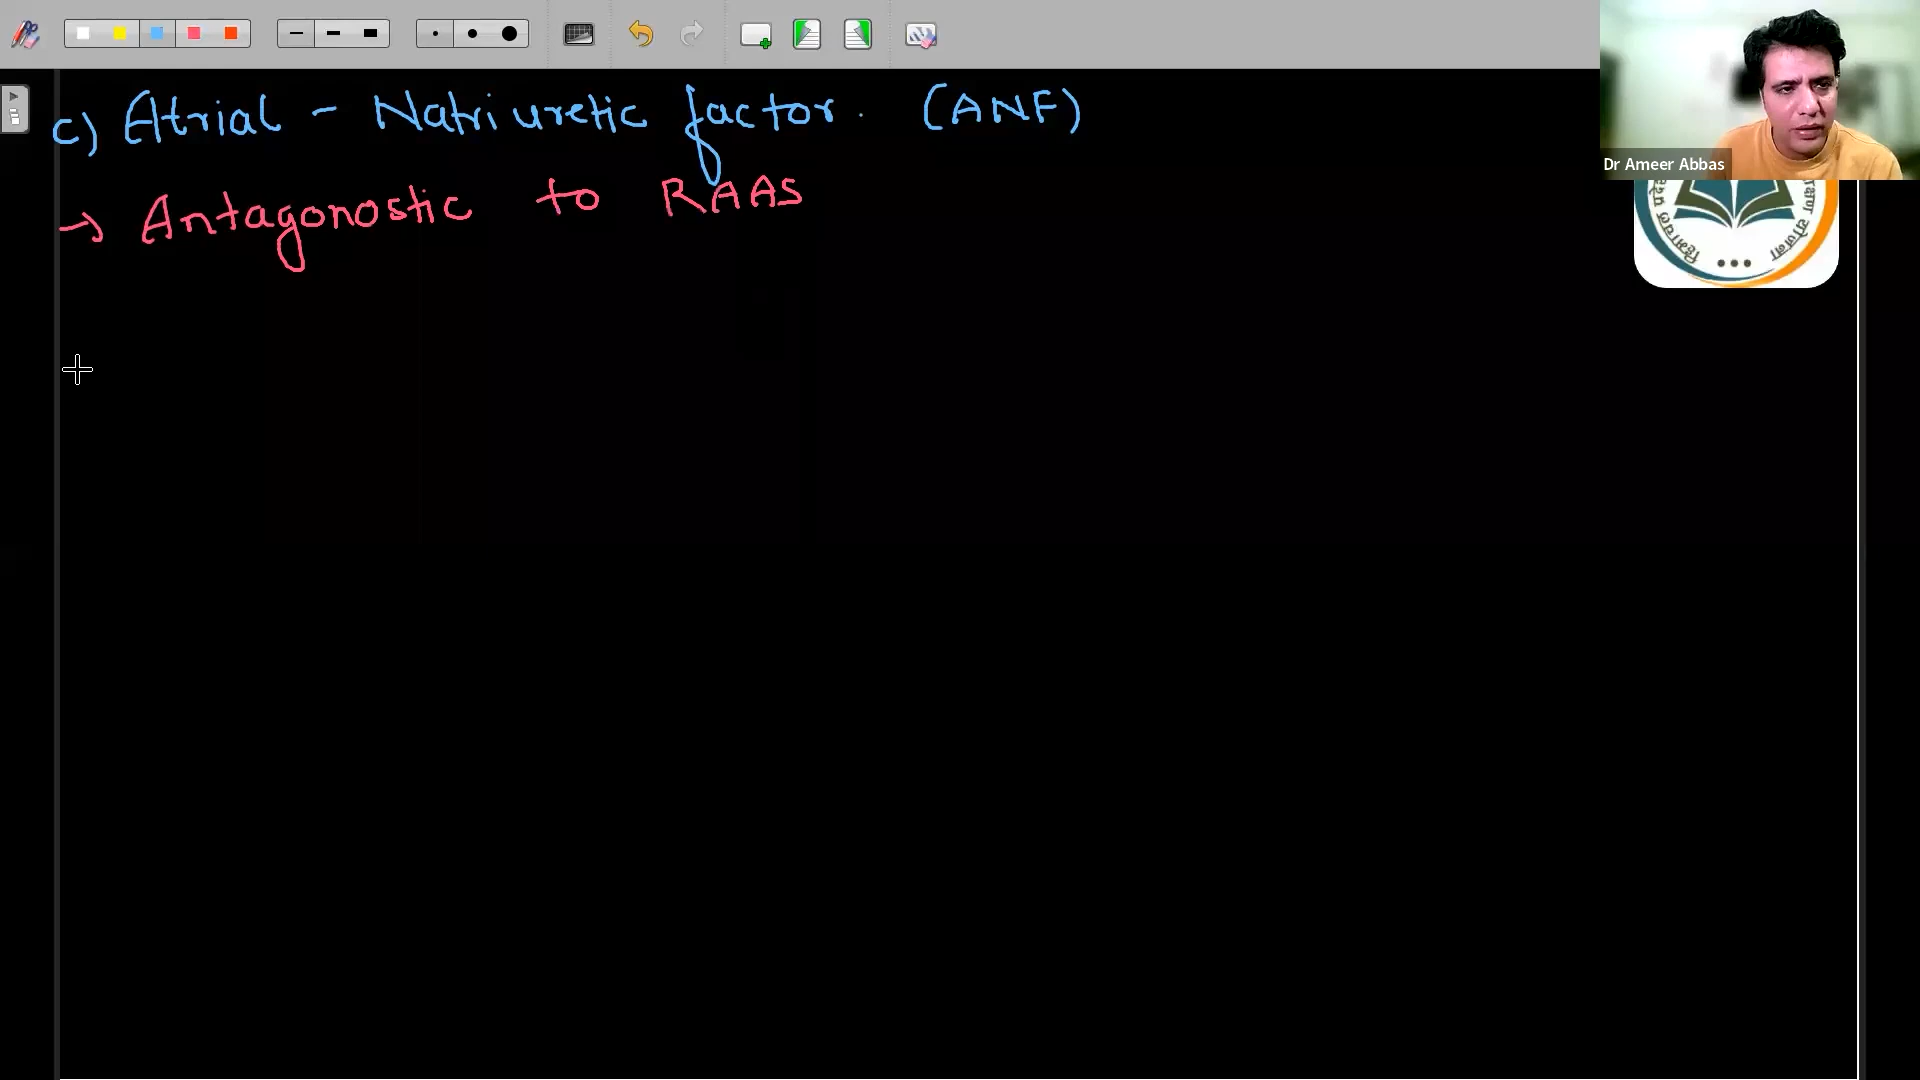 c) Atrial - Natriuretic factor. (ANF)
→ Antagonostic to RAAS
Dr Ameer Abbas